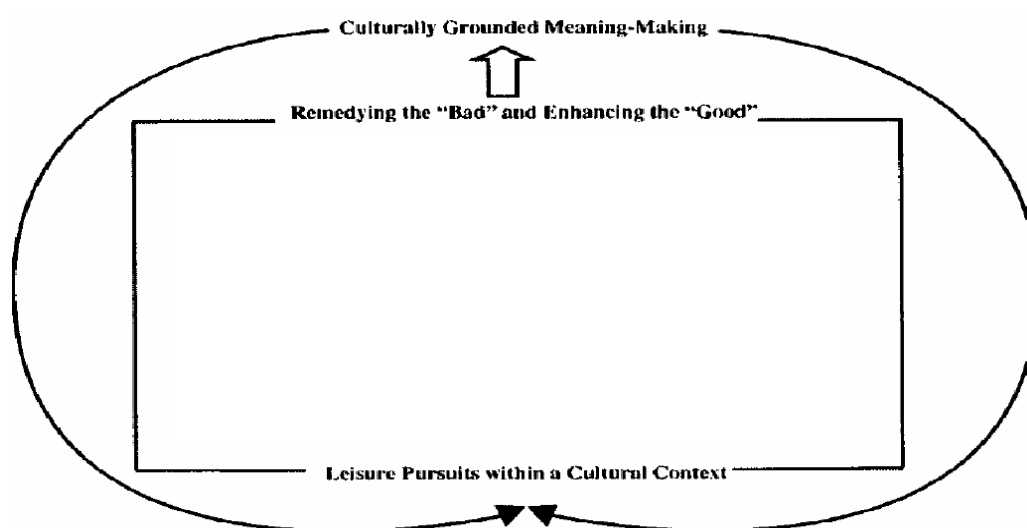 Culturally Grounded Meaning-Making
Remedying the “Bad” and Enhancing the “Good”
Leisure Pursuits within a Cultural Context